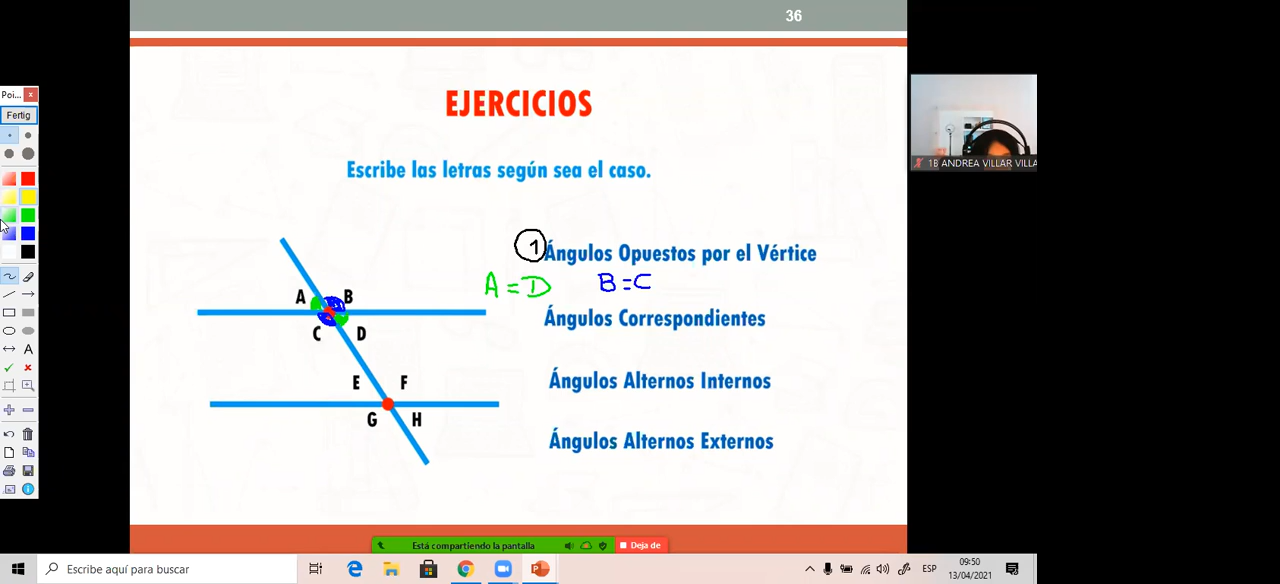 36
Poi...
Fertig
EJERCICIOS
Escribe las letras según sea el caso.
1 Ángulos Opuestos por el Vértice
A = D B = C
Ángulos Correspondientes
Ángulos Alternos Internos
Ángulos Alternos Externos
A B
C D
E F
G H
A
1B ANDREA VILLAR VILLA
Está compartiendo la pantalla
Deja de
Escribe aquí para buscar
ESP
09:50
13/04/2021